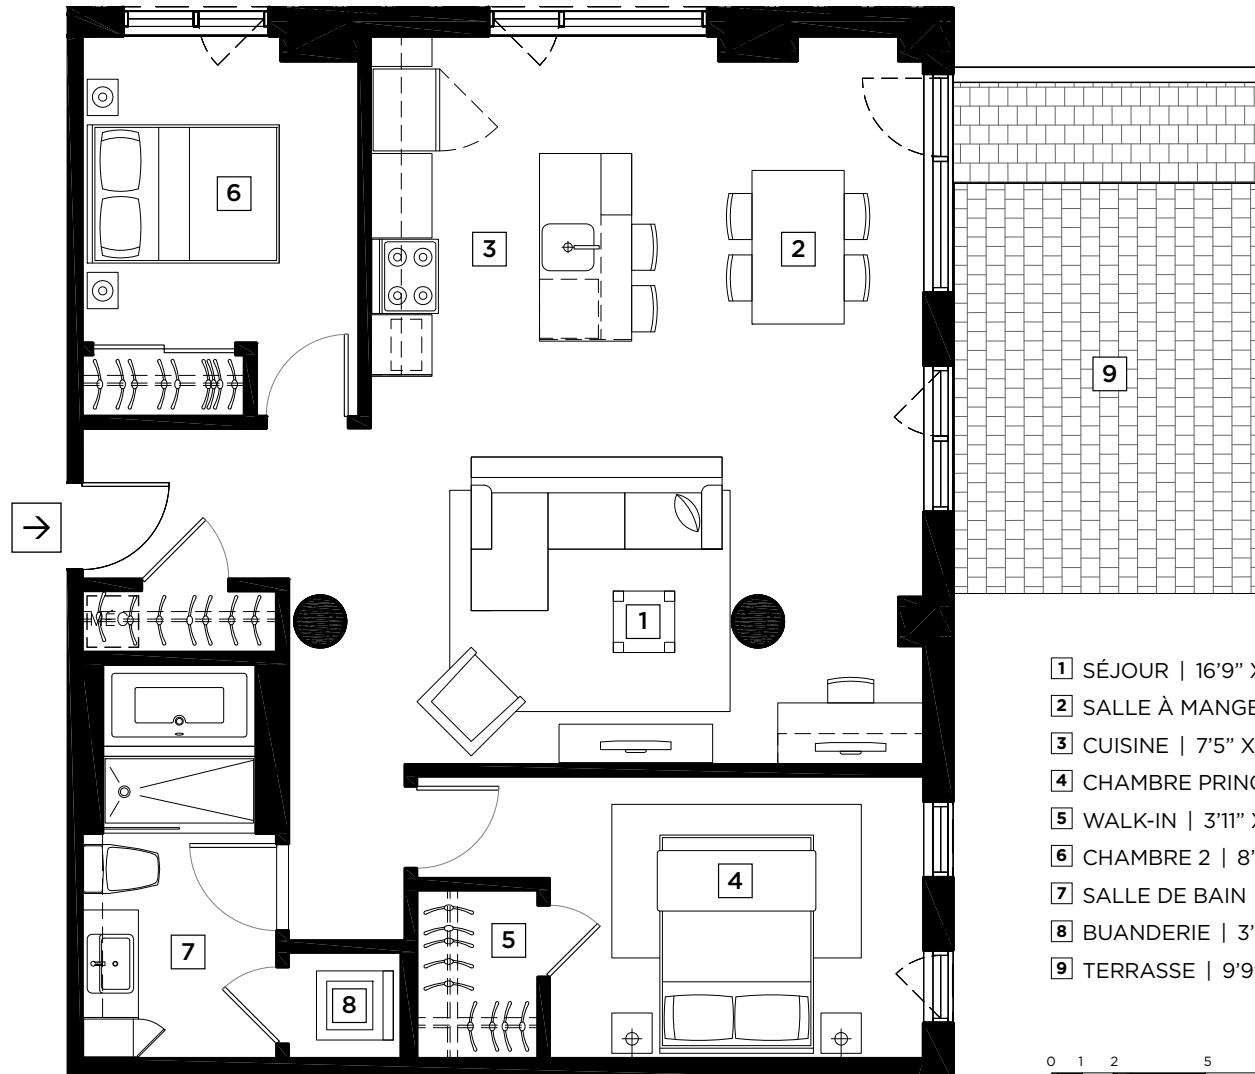 6
3
2
9
→
MÉC
1
4
5
7
8
1 SÉJOUR | 16'9" X
2 SALLE À MANGE
3 CUISINE | 7'5" X
4 CHAMBRE PRINC
5 WALK-IN | 3'11" X
6 CHAMBRE 2 | 8'
7 SALLE DE BAIN
8 BUANDERIE | 3'
9 TERRASSE | 9'9
0 1 2 5